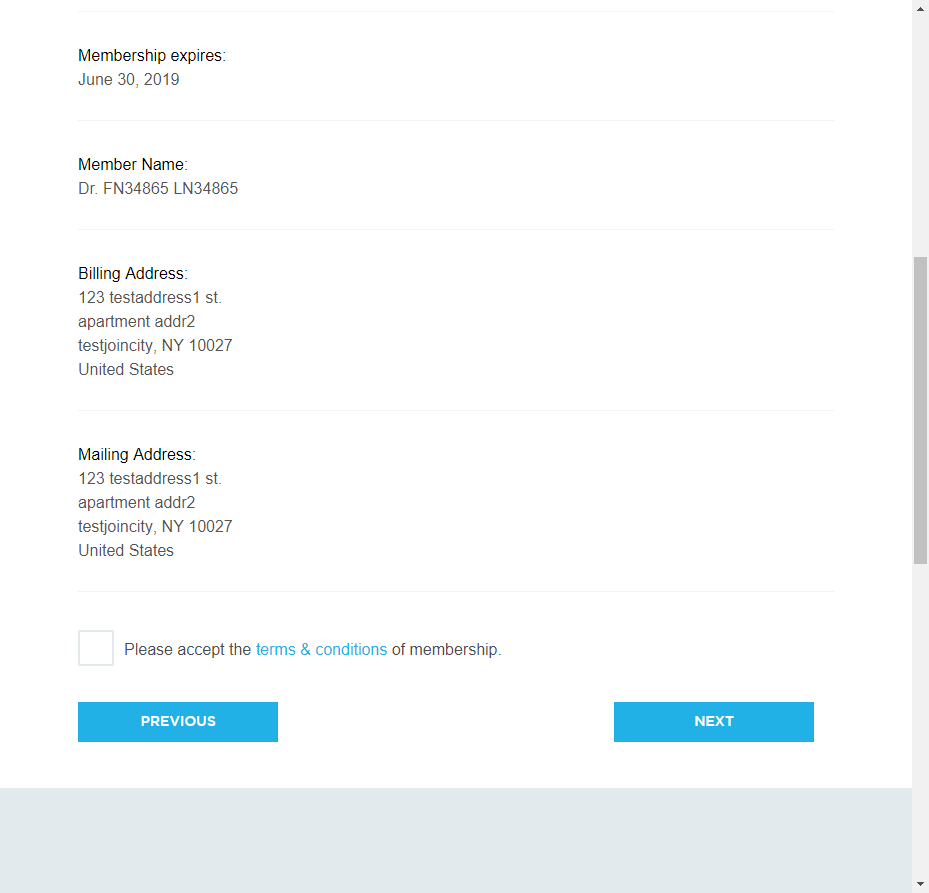 Membership expires:
June 30, 2019
Member Name:
Dr. FN34865 LN34865
Billing Address:
123 testaddress1 st.
apartment addr2
testjoincity, NY 10027
United States
Mailing Address:
123 testaddress1 st.
apartment addr2
testjoincity, NY 10027
United States
Please accept the terms & conditions of membership.
PREVIOUS
NEXT